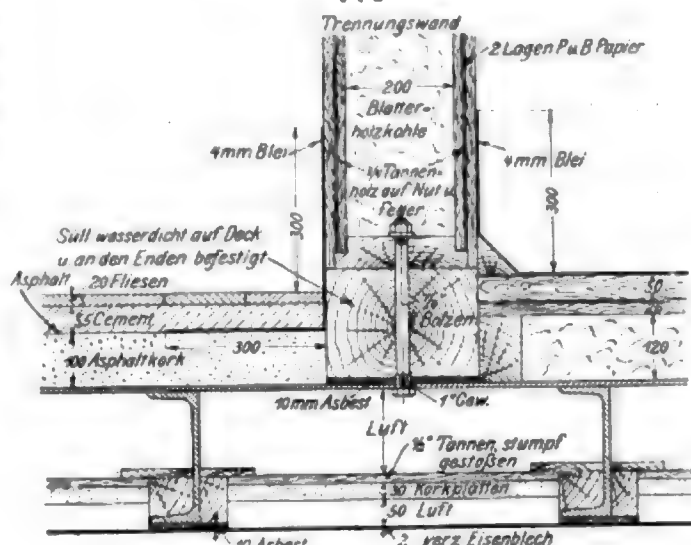 Trennungswand
2 Lagen P u B Papier
200
Blätter-
holzkohle
4mm Blei
4mm Blei
Tannen-
holz auf Nut u.
Feder
300
300
Süll wasserdicht auf Deck
u. an den Enden befestigt
Asphalt
20 Fliesen
Cement
Bolzen
50
100 Asphaltkork
300
120
10mm Asbest
1" Gew.
Luft
Tannen, stumpf
gestoßen
30 Korkplatten
50 Luft
10 Asbest
verz. Eisenblech